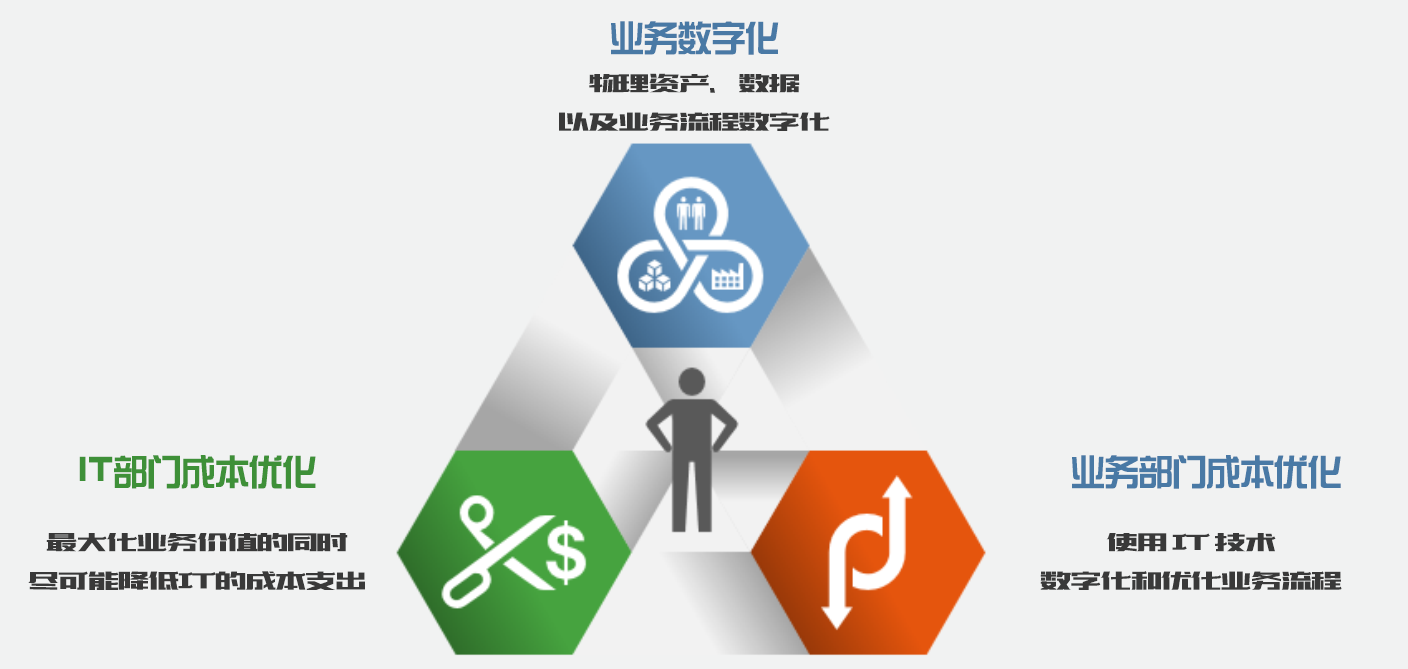 业务数字化
物理资产、数据
以及业务流程数字化
IT部门成本优化
最大化业务价值的同时
尽可能降低IT的成本支出
业务部门成本优化
使用 IT 技术
数字化和优化业务流程
$